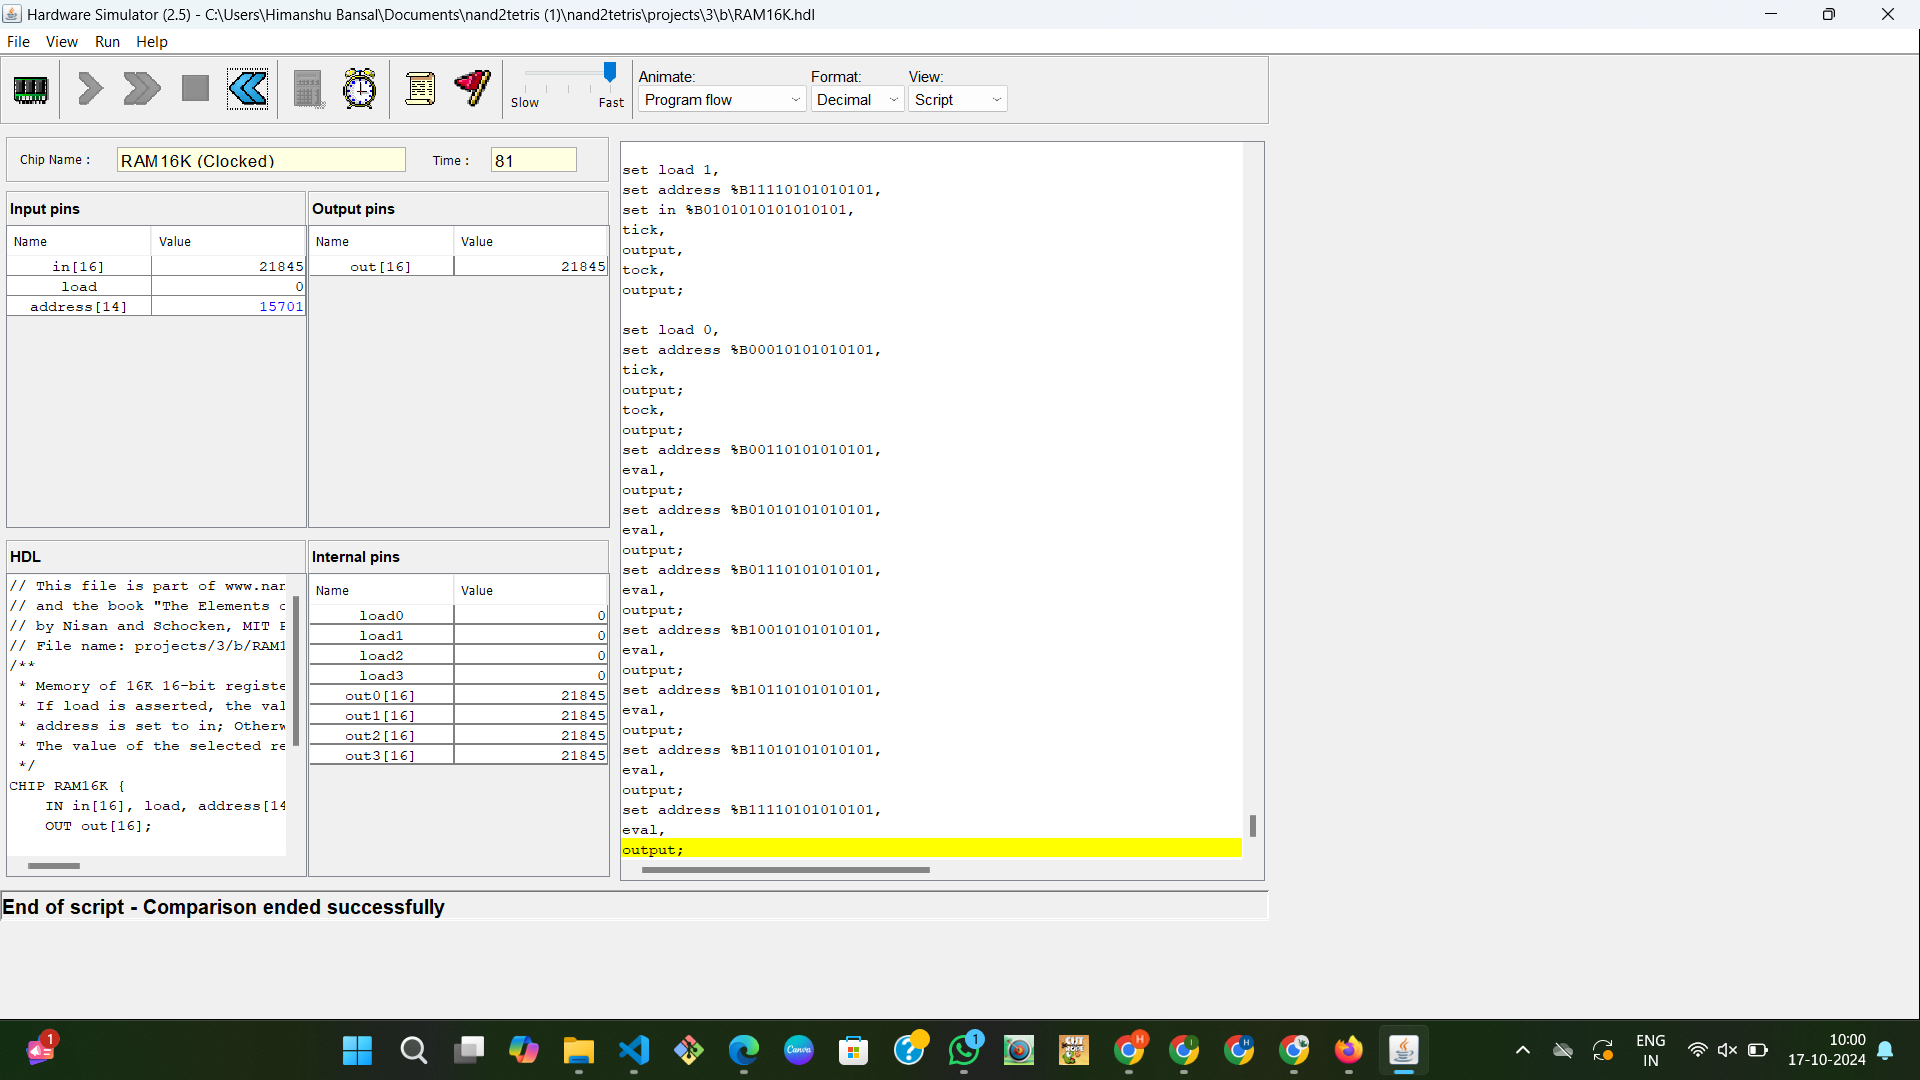 Hardware Simulator (2.5) - C:\Users\Himanshu Bansal\Documents\nand2tetris (1)\nand2tetris\projects\3\b\RAM16K.hdl
File View Run Help
Slow Fast
Animate: Format: View:
Program flow Decimal Script
Chip Name : RAM16K (Clocked) Time : 81
Input pins
Name Value
in[16] 21845
load 0
address[14] 15701
Output pins
Name Value
out[16] 21845
HDL
// This file is part of www.nan
// and the book "The Elements o
// by Nisan and Schocken, MIT P
// File name: projects/3/b/RAM1
/**
* Memory of 16K 16-bit registe
* If load is asserted, the val
* address is set to in; Otherw
* The value of the selected re
*/
CHIP RAM16K {
IN in[16], load, address[14
OUT out[16];
Internal pins
Name Value
load0 0
load1 0
load2 0
load3 0
out0[16] 21845
out1[16] 21845
out2[16] 21845
out3[16] 21845
set load 1,
set address %B11110101010101,
set in %B0101010101010101,
tick,
output,
tock,
output;
set load 0,
set address %B00010101010101,
tick,
output;
tock,
output;
set address %B00110101010101,
eval,
output;
set address %B01010101010101,
eval,
output;
set address %B01110101010101,
eval,
output;
set address %B10010101010101,
eval,
output;
set address %B10110101010101,
eval,
output;
set address %B11010101010101,
eval,
output;
set address %B11110101010101,
eval,
output;
End of script - Comparison ended successfully
1
Canva
1
CUT
ROPE
H
I
H
ENG
IN
10:00
17-10-2024